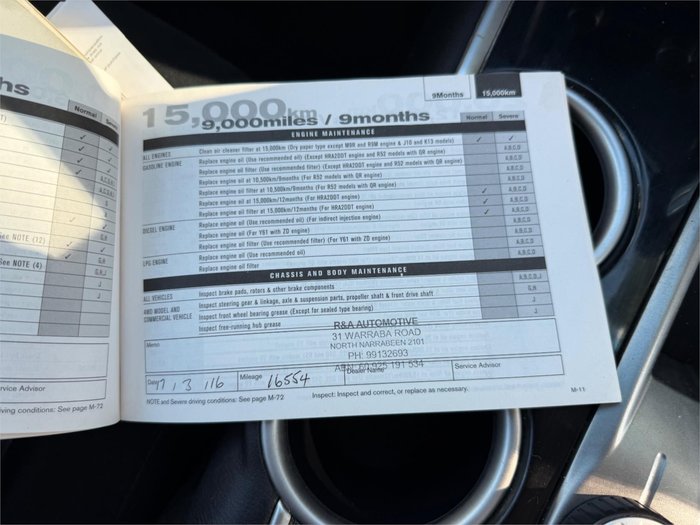 hs
Normal
Severe
See NOTE (12)
See NOTE (4)
Service Advisor
ving conditions: See page M-72
15,000km
9,000miles / 9months
9Months
15,000km
ENGINE MAINTENANCE
Normal
Severe
ALL ENGINES
Clean air cleaner filter at 15,000km (Dry paper type except M9R and R9M engine & J10 and K13 models)
GASOLINE ENGINE
Replace engine oil (Use recommended oil) (Except HRA2DDT engine and R52 models with QR engine)
A,B,C,D
Replace engine oil filter (Use recommended filter) (Except HRA2DDT and R52 models with QR engine)
A,B,C,D
Replace engine oil at 10,500km/9months (For R52 models with QR engine)
Replace engine oil filter at 10,500km/9months (For R52 models with QR engine)
Replace engine oil at 15,000km/12months (For HRA2DDT engine)
A,B,C,D
Replace engine oil filter at 15,000km/12months (For HRA2DDT engine)
A,B,C,D
DIESEL ENGINE
Replace engine oil (Use recommended oil) (For indirect injection engine)
A,B,C,D
Replace engine oil (For Y61 with ZD engine)
Replace engine oil filter (Use recommended filter) (For Y61 with ZD engine)
LPG ENGINE
Replace engine oil (Use recommended oil)
A,B,C,D
Replace engine oil filter
A,B,C,D
CHASSIS AND BODY MAINTENANCE
ALL VEHICLES
Inspect brake pads, rotors & other brake components
A,B,C,D,J
4WD MODEL AND
COMMERCIAL VEHICLE
Inspect steering gear & linkage, axle & suspension parts, propeller shaft & front drive shaft
G,H
Inspect front wheel bearing grease (Except for sealed type bearing)
J
Inspect free-running hub grease
J
Memo
R&A AUTOMOTIVE
31 WARRABA ROAD
NORTH NARRABEEN 2101
PH: 99132693
Date 17, 3, 16
Mileage 16554
Dealer Name
Service Advisor
NOTE and Severe driving conditions: See page M-72
Inspect: Inspect and correct, or replace as necessary.
M-11